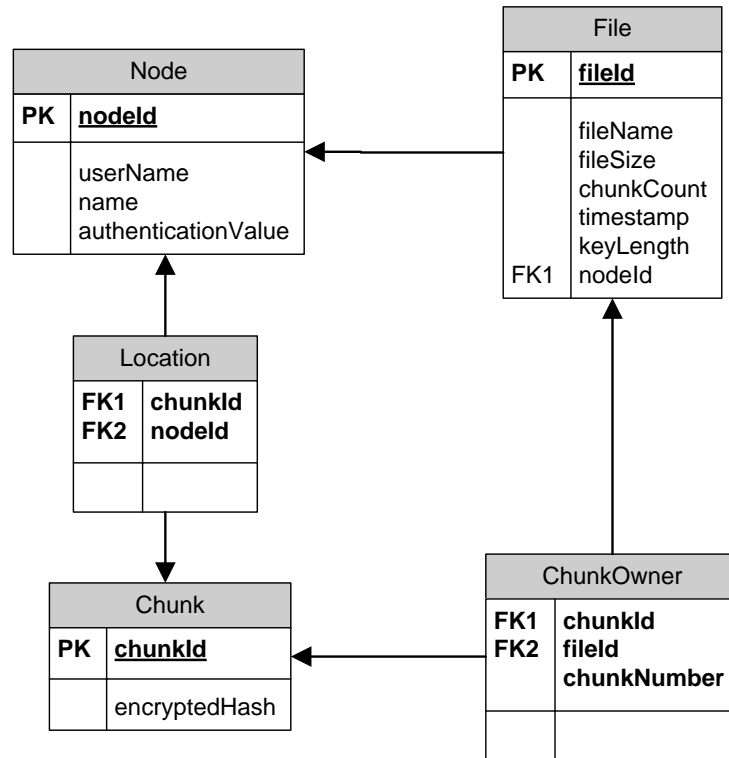 Node
PK nodeId
userName
name
authenticationValue
File
PK fileId
fileName
fileSize
chunkCount
timestamp
keyLength
FK1 nodeId
Location
FK1 chunkId
FK2 nodeId
Chunk
PK chunkId
encryptedHash
ChunkOwner
FK1 chunkId
FK2 fileId
chunkNumber